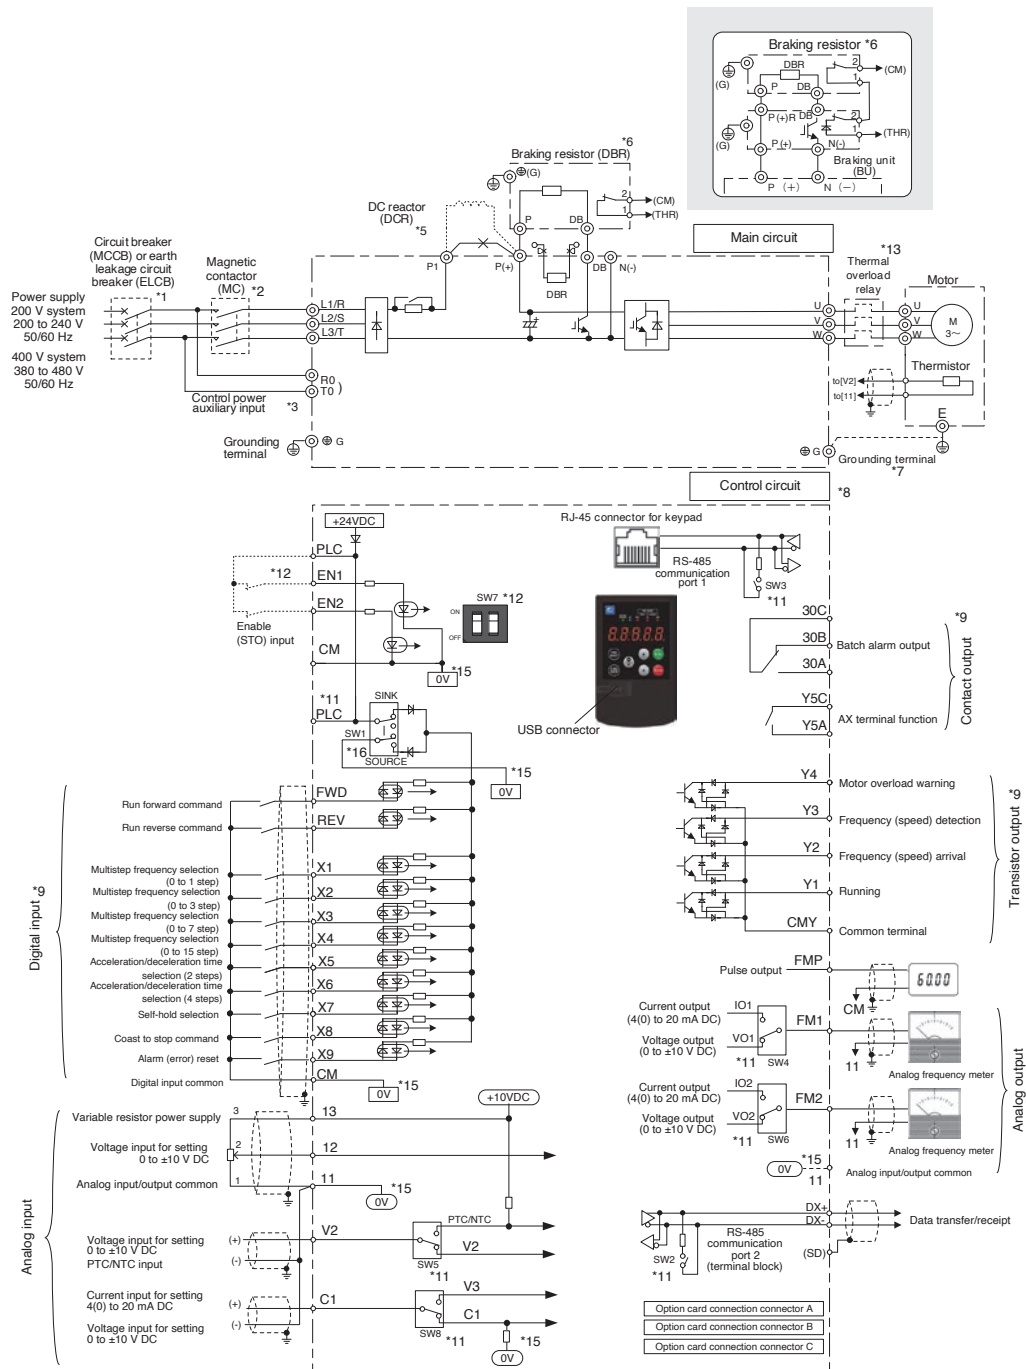 Braking resistor *6
DBR
2
(CM)
1
(G)
P
DB
P(+)R
DB
2
1
(THR)
(G)
P(+)
N(-)
Braking unit
(BU)
P (+)
N (−)
*6
Braking resistor (DBR)
(G)
2
(CM)
1
(THR)
P
DB
DC reactor
(DCR)
*5
Main circuit
P1
P(+)
DBR
DB
N(-)
Circuit breaker
(MCCB) or earth
leakage circuit
breaker (ELCB)
*1
Magnetic
contactor
(MC)
*2
Power supply
200 V system
200 to 240 V
50/60 Hz
400 V system
380 to 480 V
50/60 Hz
L1/R
L2/S
L3/T
R0
T0
Control power
auxiliary input
*3
Grounding
terminal
G
*13
Thermal
overload
relay
Motor
U
V
W
U
V
W
M
3~
Thermistor
to[V2]
to[11]
E
G
Grounding terminal
*7
Control circuit
*8
+24VDC
PLC
*12
EN1
EN2
Enable
(STO) input
CM
SW7 *12
ON
OFF
*15
0V
*11
PLC
SINK
SW1
*16
SOURCE
*15
0V
RJ-45 connector for keypad
RS-485
communication
port 1
SW3
*11
USB connector
30C
30B
30A
Batch alarm output
Y5C
Y5A
AX terminal function
*9
Contact output
Digital input
*9
Run forward command
FWD
Run reverse command
REV
Multistep frequency selection
(0 to 1 step)
X1
Multistep frequency selection
(0 to 3 step)
X2
Multistep frequency selection
(0 to 7 step)
X3
Multistep frequency selection
(0 to 15 step)
X4
Acceleration/deceleration time
selection (2 steps)
X5
Acceleration/deceleration time
selection (4 steps)
X6
Self-hold selection
X7
Coast to stop command
X8
Alarm (error) reset
X9
Digital input common
CM
*15
0V
Y4
Motor overload warning
Y3
Frequency (speed) detection
Y2
Frequency (speed) arrival
Y1
Running
CMY
Common terminal
*9
Transistor output
Pulse output
FMP
60.00
CM
Current output
(4(0) to 20 mA DC)
IO1
Voltage output
(0 to ±10 V DC)
VO1
*11
SW4
FM1
11
Analog frequency meter
Current output
(4(0) to 20 mA DC)
IO2
Voltage output
(0 to ±10 V DC)
VO2
*11
SW6
FM2
11
Analog frequency meter
0V
*15
11
Analog input/output common
Analog output
Analog input
Variable resistor power supply
3
13
+10VDC
Voltage input for setting
0 to ±10 V DC
2
12
Analog input/output common
1
11
*15
0V
Voltage input for setting
0 to ±10 V DC
PTC/NTC input
(+)
(-)
V2
PTC/NTC
V2
SW5
*11
Current input for setting
4(0) to 20 mA DC
(+)
C1
Voltage input for setting
0 to ±10 V DC
(-)
V3
C1
SW8
*11
*15
0V
DX+
DX-
Data transfer/receipt
RS-485
communication
port 2
(terminal block)
SW2
*11
(SD)
Option card connection connector A
Option card connection connector B
Option card connection connector C